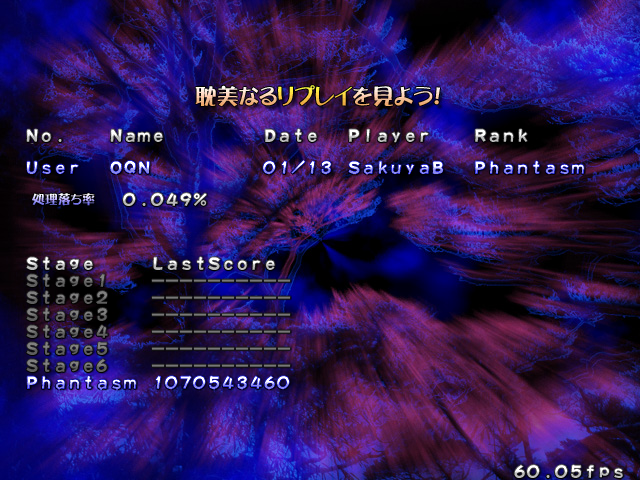 耽美なるリプレイを見よう!
No. Name Date Player Rank
User OQN 01/13 SakuyaB Phantasm
処理落ち率 0.049%
Stage LastScore
Stage1 ----------
Stage2 ----------
Stage3 ----------
Stage4 ----------
Stage5 ----------
Stage6 ----------
Phantasm 1070543460
60.05fps